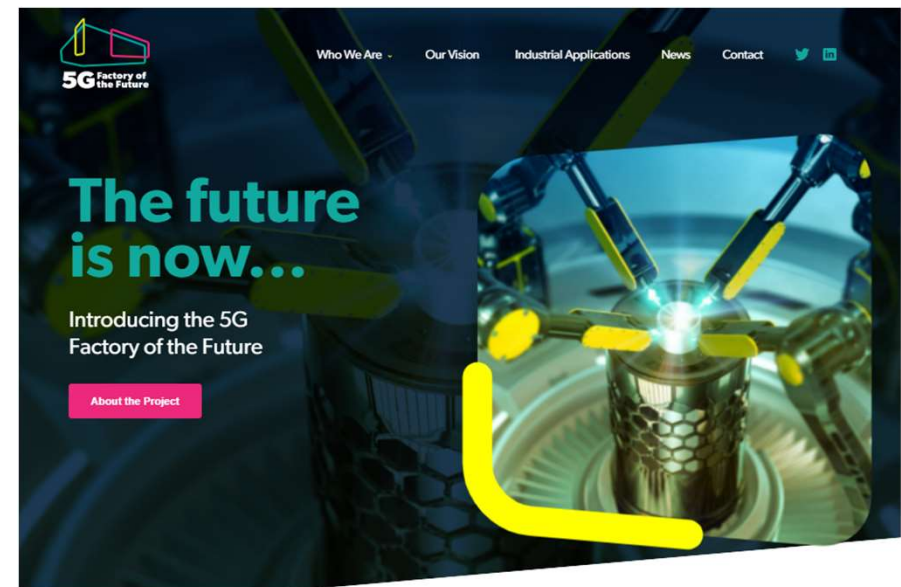 5G Factory of
the Future
Who We Are
Our Vision
Industrial Applications
News
Contact
The future
is now...
Introducing the 5G
Factory of the Future
About the Project